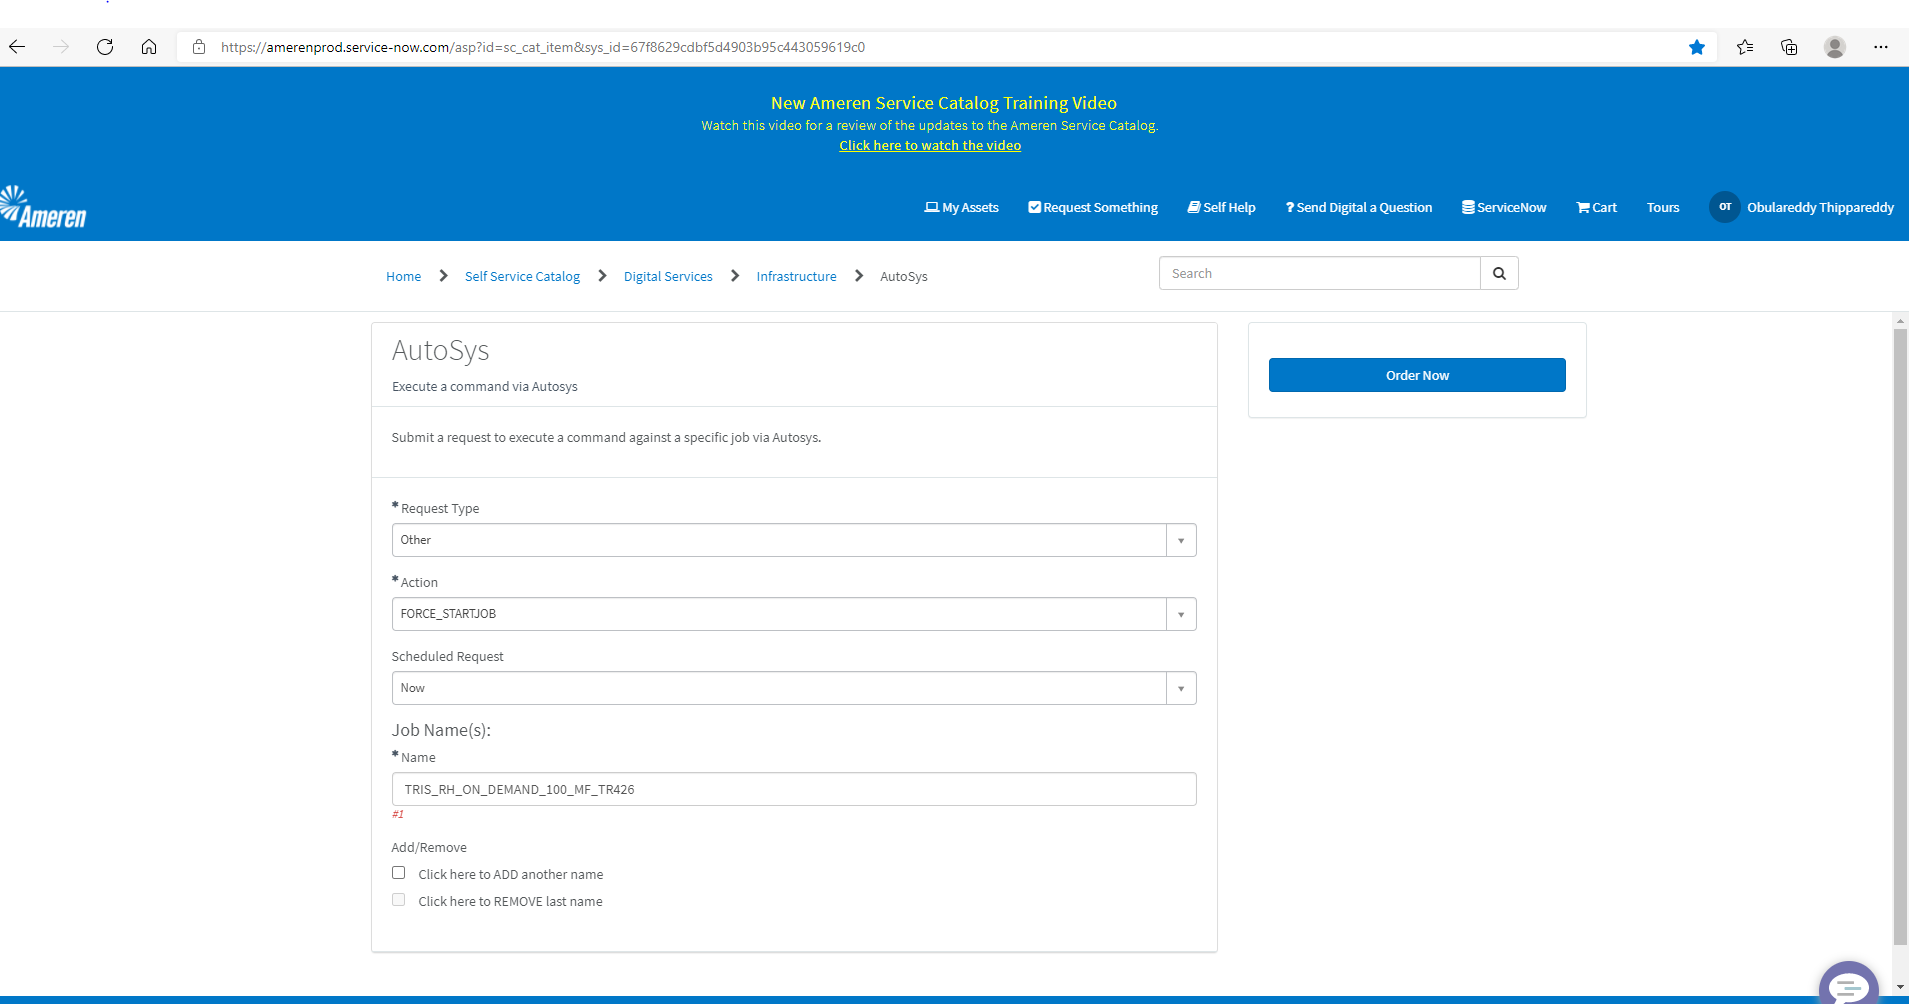 https://amerenprod.service-now.com/asp?id=sc_cat_item&sys_id=67f8629cdbf5d4903b95c443059619c0
New Ameren Service Catalog Training Video
Watch this video for a review of the updates to the Ameren Service Catalog.
Click here to watch the video
Ameren
My Assets
Request Something
Self Help
? Send Digital a Question
ServiceNow
Cart
Tours
OT
Obulareddy Thippareddy
Home
Self Service Catalog
Digital Services
Infrastructure
AutoSys
Search
AutoSys
Execute a command via Autosys
Submit a request to execute a command against a specific job via Autosys.
* Request Type
Other
* Action
FORCE_STARTJOB
Scheduled Request
Now
Job Name(s):
* Name
TRIS_RH_ON_DEMAND_100_MF_TR426
#1
Add/Remove
Click here to ADD another name
Click here to REMOVE last name
Order Now